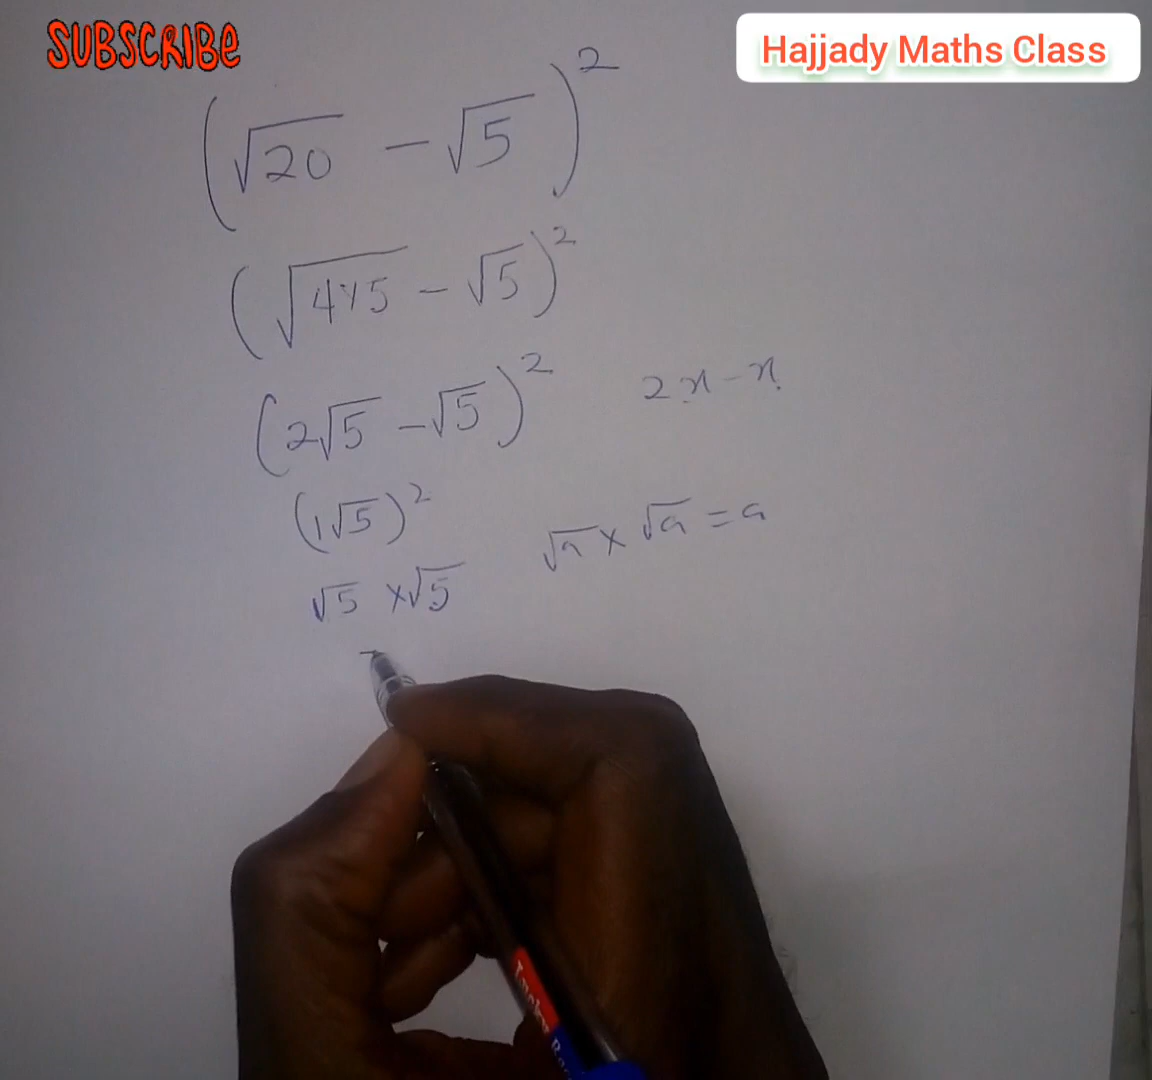 SUBSCRIBE
Hajjady Maths Class
(√20 - √5)²
(√4×5 - √5)²
(2√5 - √5)²
2x - x
(1√5)²
√a × √a = a
√5 × √5